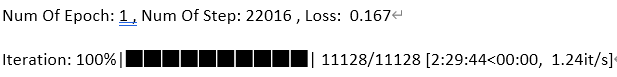 Num Of Epoch: 1 , Num Of Step: 22016 , Loss:  0.167
Iteration: 100%|██████████| 11128/11128 [2:29:44<00:00,  1.24it/s]